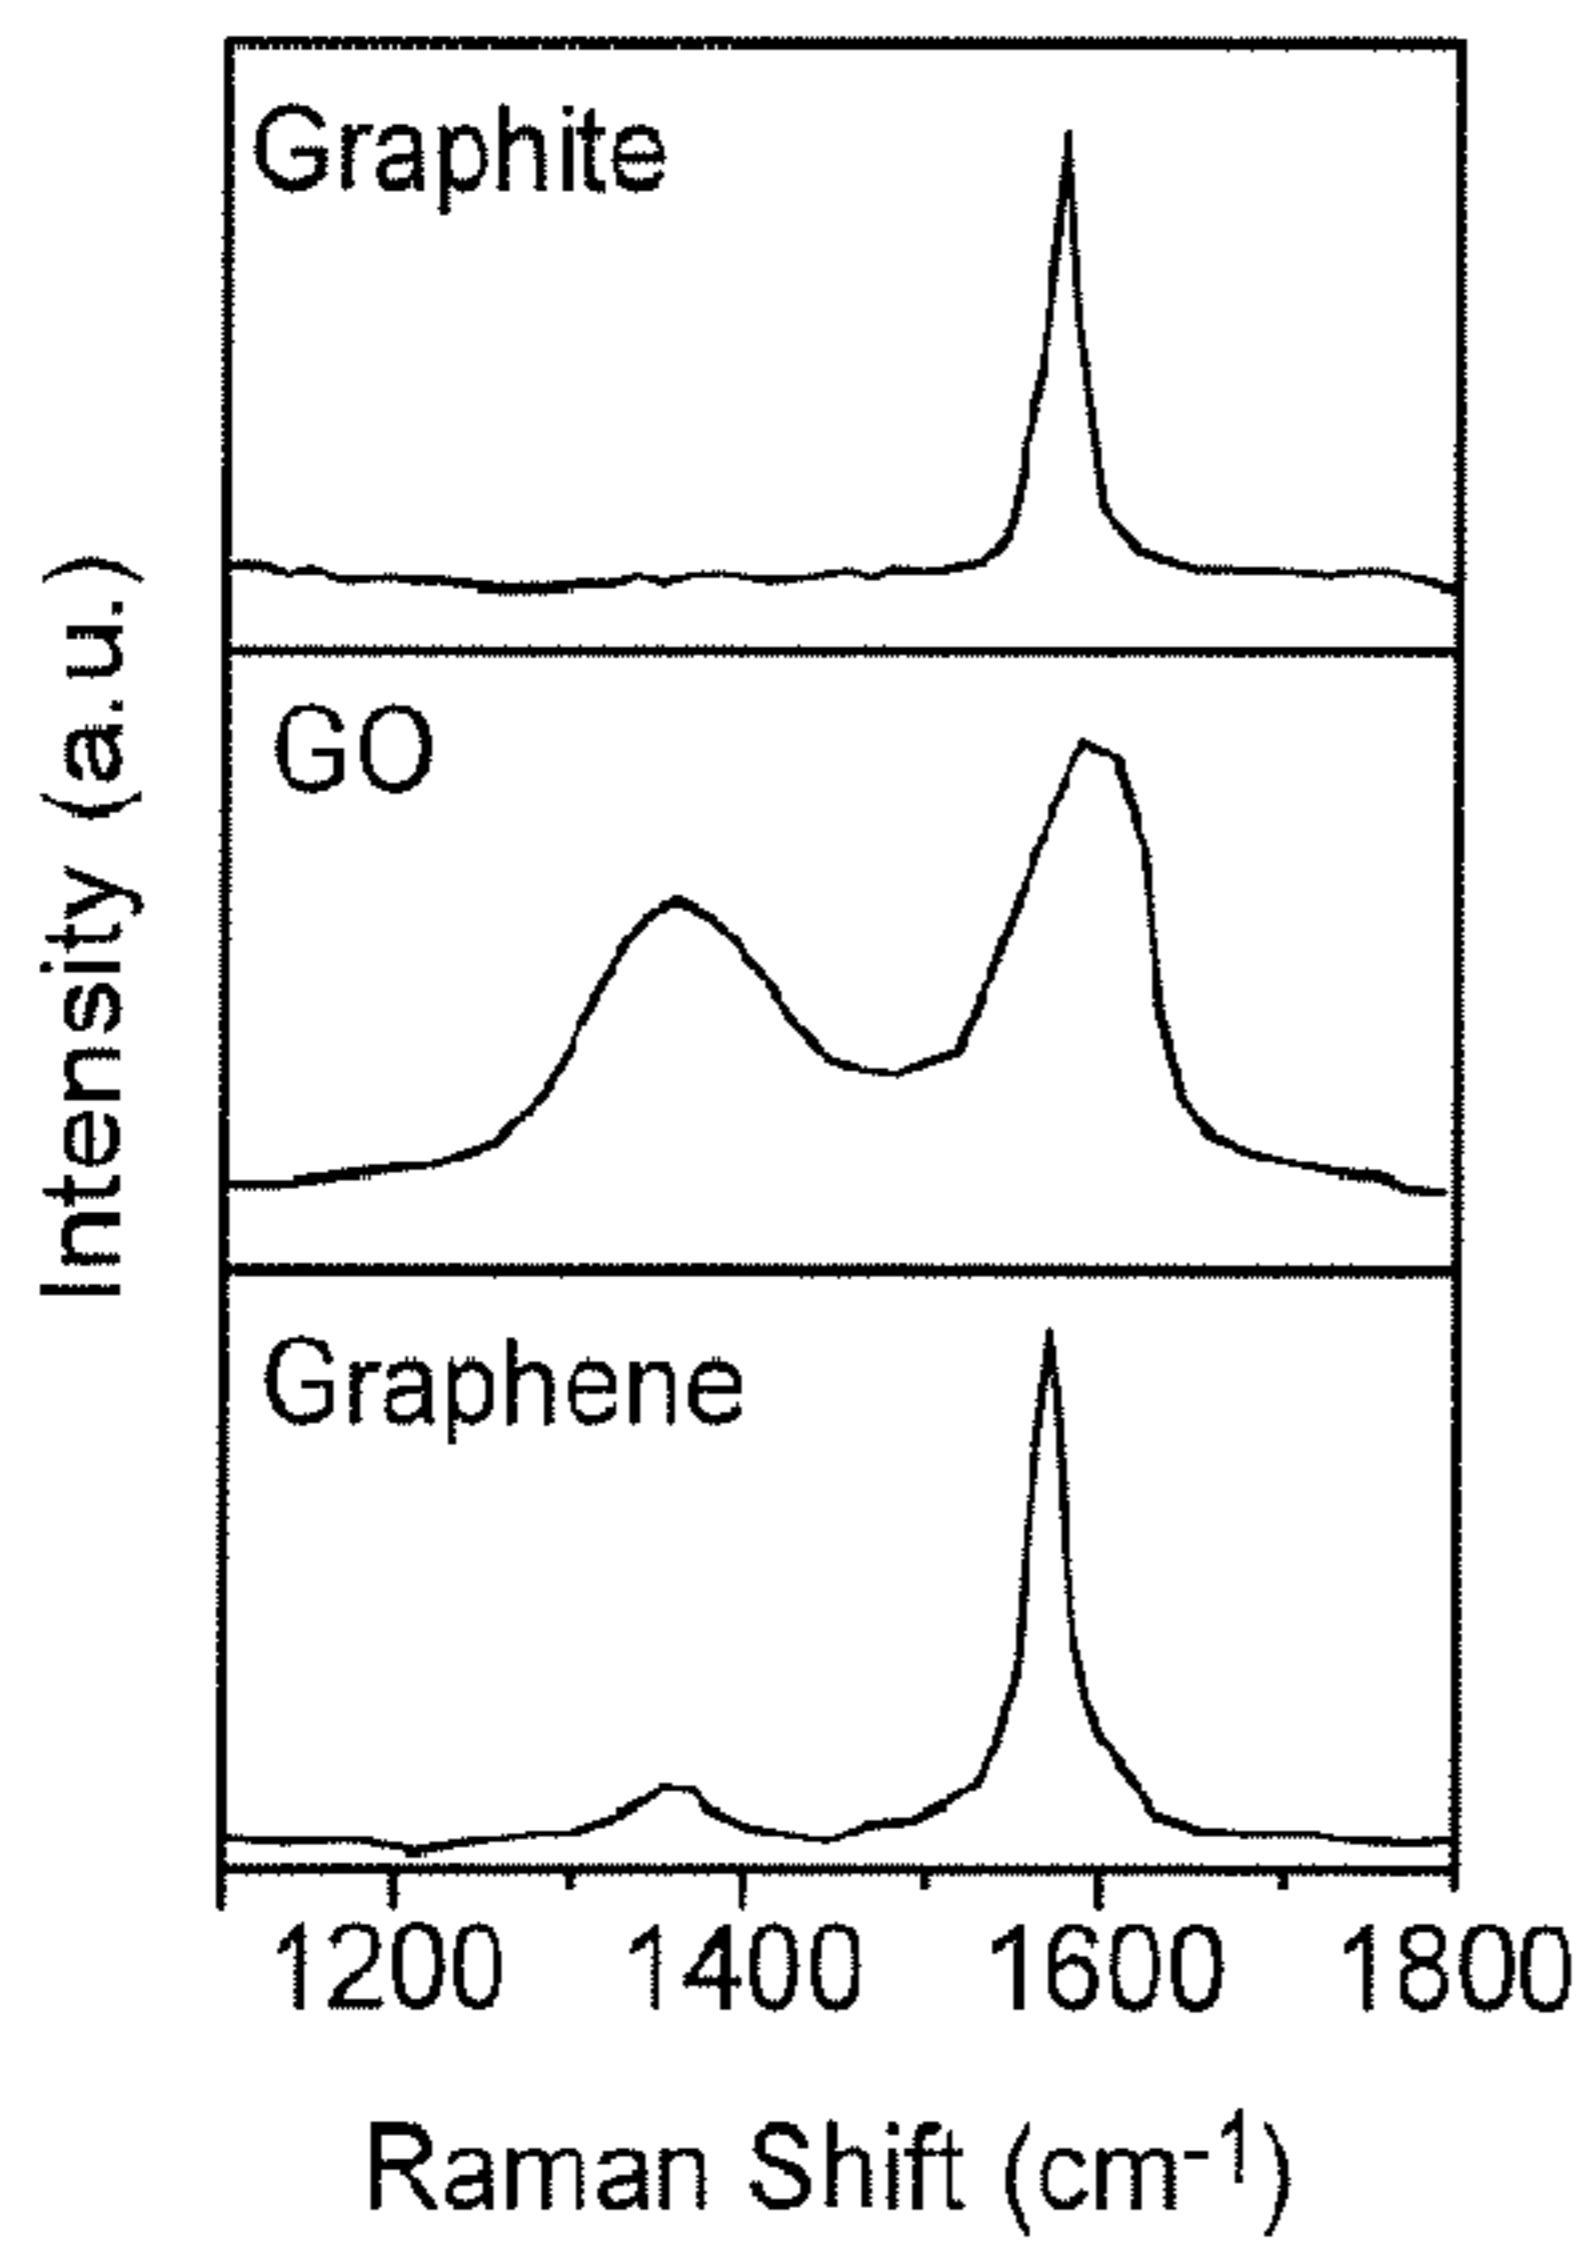 Graphite
GO
Graphene
Intensity (a.u.)
1200 1400 1600 1800
Raman Shift (cm-1)